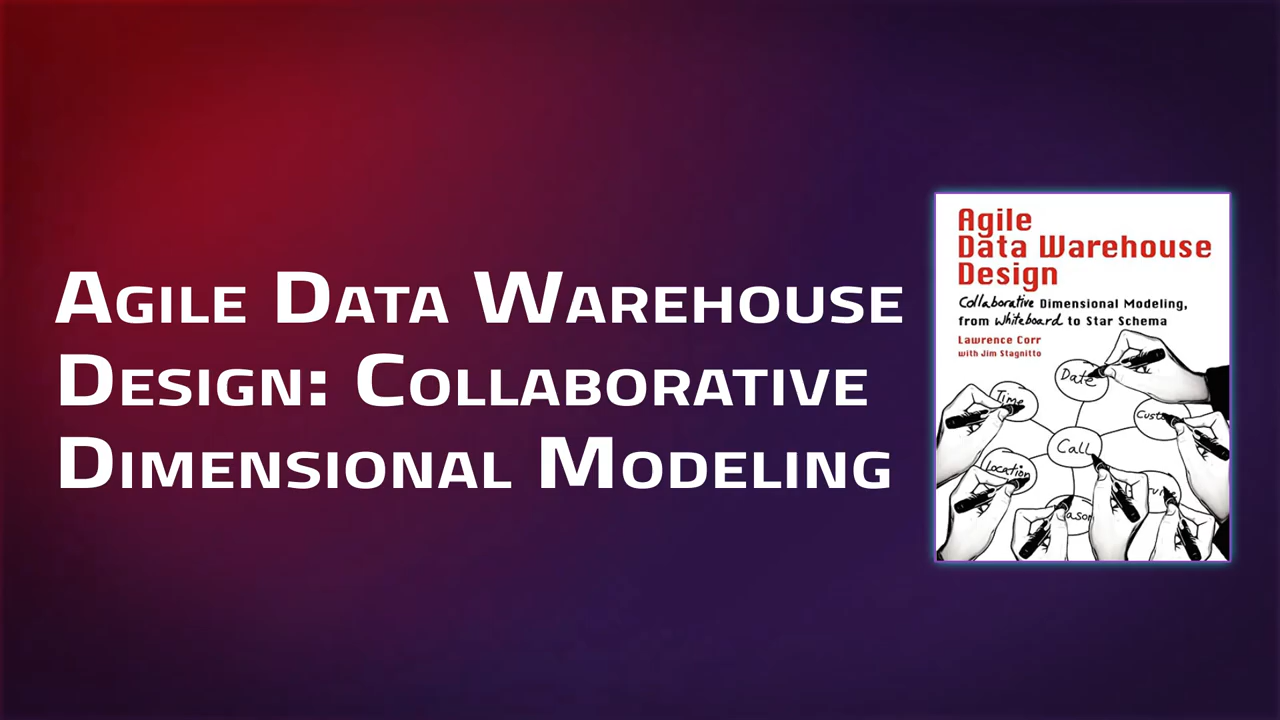 Agile Data Warehouse
Design: Collaborative
Dimensional Modeling
Agile
Data Warehouse
Design
Collaborative Dimensional Modeling,
from Whiteboard to Star Schema
Lawrence Corr
with Jim Stagnitto
Date
Time
Call
Location